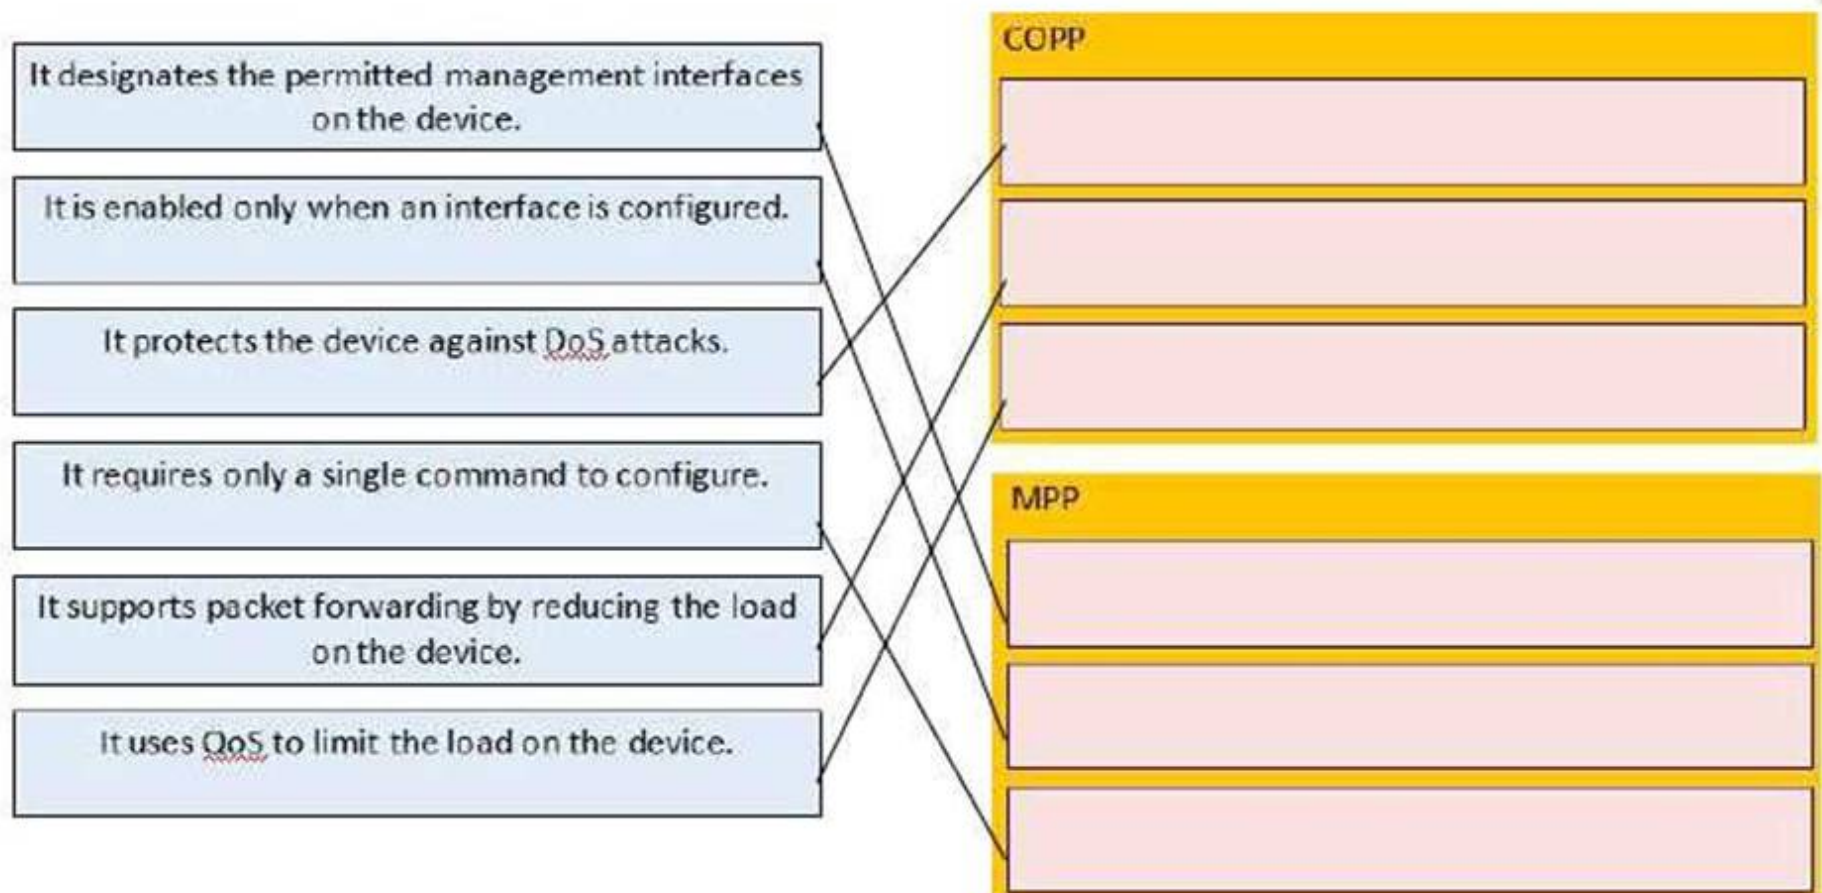 It designates the permitted management interfaces
on the device.
It is enabled only when an interface is configured.
It protects the device against DoS attacks.
It requires only a single command to configure.
It supports packet forwarding by reducing the load
on the device.
It uses QoS to limit the load on the device.
COPP
MPP